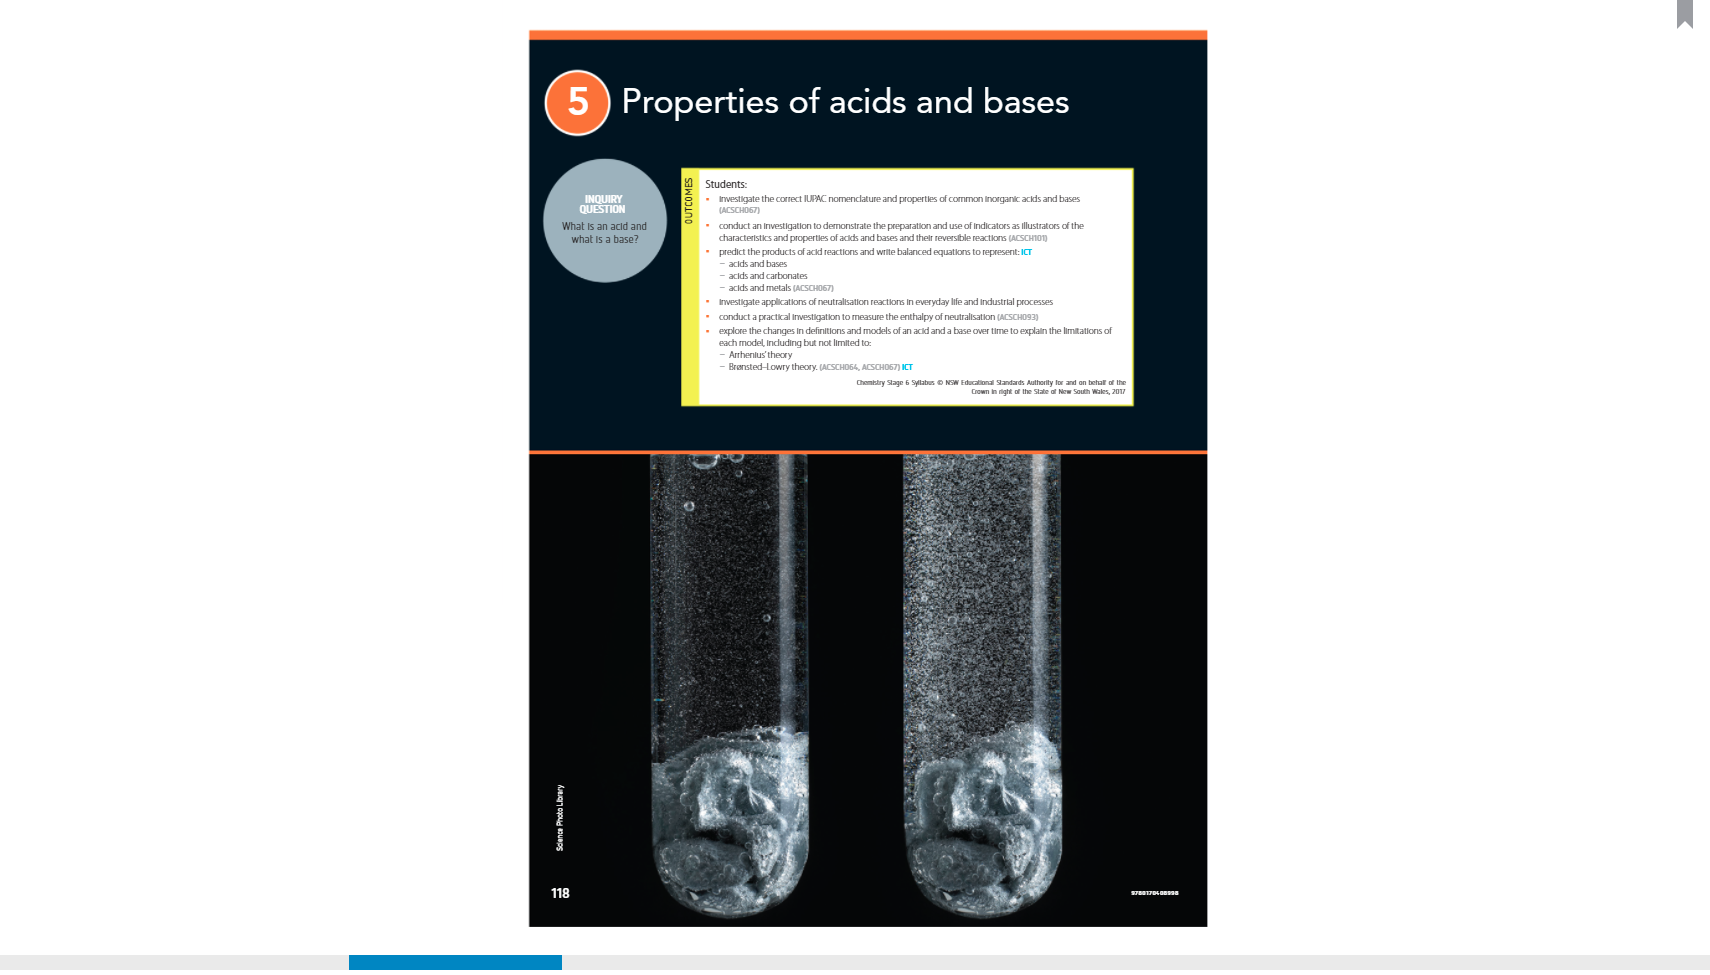 5
Properties of acids and bases
INQUIRY
QUESTION
What is an acid and
what is a base?
OUTCOMES
Students:
▪ investigate the correct IUPAC nomenclature and properties of common inorganic acids and bases
(ACSCH067)
▪ conduct an investigation to demonstrate the preparation and use of indicators as illustrators of the
characteristics and properties of acids and bases and their reversible reactions (ACSCH101)
▪ predict the products of acid reactions and write balanced equations to represent: ICT
– acids and bases
– acids and carbonates
– acids and metals (ACSCH067)
▪ investigate applications of neutralisation reactions in everyday life and industrial processes
▪ conduct a practical investigation to measure the enthalpy of neutralisation (ACSCH093)
▪ explore the changes in definitions and models of an acid and a base over time to explain the limitations of
each model, including but not limited to:
– Arrhenius' theory
– Brønsted–Lowry theory. (ACSCH064, ACSCH067) ICT
Chemistry Stage 6 Syllabus © NSW Educational Standards Authority for and on behalf of the
Crown in right of the State of New South Wales, 2017
Science Photo Library
118
9780170408998